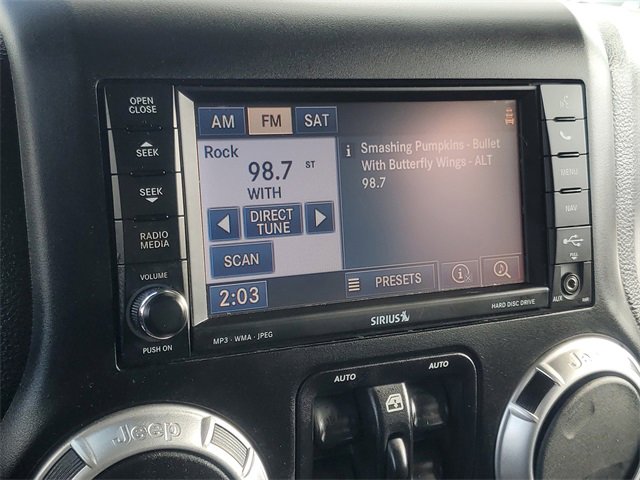 OPEN
CLOSE
SEEK
SEEK
RADIO
MEDIA
VOLUME
PUSH ON
AM
FM
SAT
Rock
98.7 ST
WITH
DIRECT
TUNE
SCAN
2:03
i
Smashing Pumpkins - Bullet
With Butterfly Wings - ALT
98.7
PRESETS
MENU
NAV
AUX
MP3 · WMA · JPEG
SIRIUS
HARD DISC DRIVE
AUTO
AUTO
Jeep
Jeep